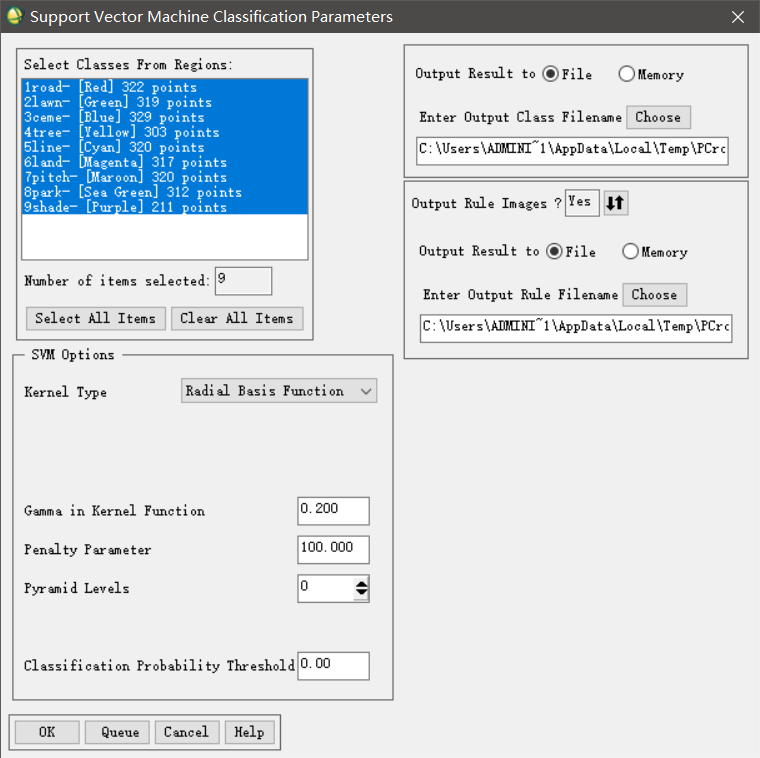 Support Vector Machine Classification Parameters
Select Classes From Regions:
1road- [Red] 322 points
2lawn- [Green] 319 points
3ceme- [Blue] 329 points
4tree- [Yellow] 303 points
5line- [Cyan] 320 points
6land- [Magenta] 317 points
7pitch- [Maroon] 320 points
8park- [Sea Green] 312 points
9shade- [Purple] 211 points
Number of items selected: 9
Select All Items Clear All Items
SVM Options
Kernel Type Radial Basis Function
Gamma in Kernel Function 0.200
Penalty Parameter 100.000
Pyramid Levels 0
Classification Probability Threshold 0.00
OK Queue Cancel Help
Output Result to File Memory
Enter Output Class Filename Choose
C:\Users\ADMINI~1\AppData\Local\Temp\PCrc
Output Rule Images ? Yes
Output Result to File Memory
Enter Output Rule Filename Choose
C:\Users\ADMINI~1\AppData\Local\Temp\PCrc